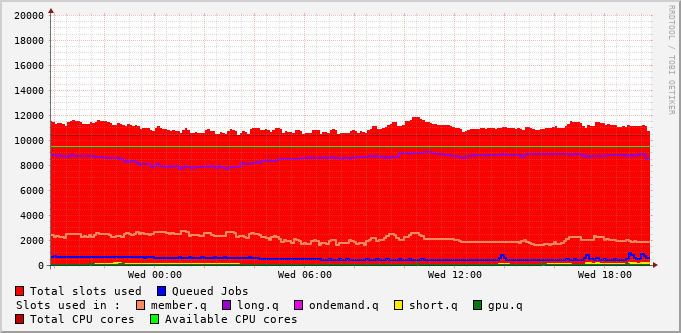 RRDTOOL / TOBI OETIKER
20000
18000
16000
14000
12000
10000
8000
6000
4000
2000
0
Wed 00:00 Wed 06:00 Wed 12:00 Wed 18:00
Total slots used Queued Jobs
Slots used in : member.q long.q ondemand.q short.q gpu.q
Total CPU cores Available CPU cores